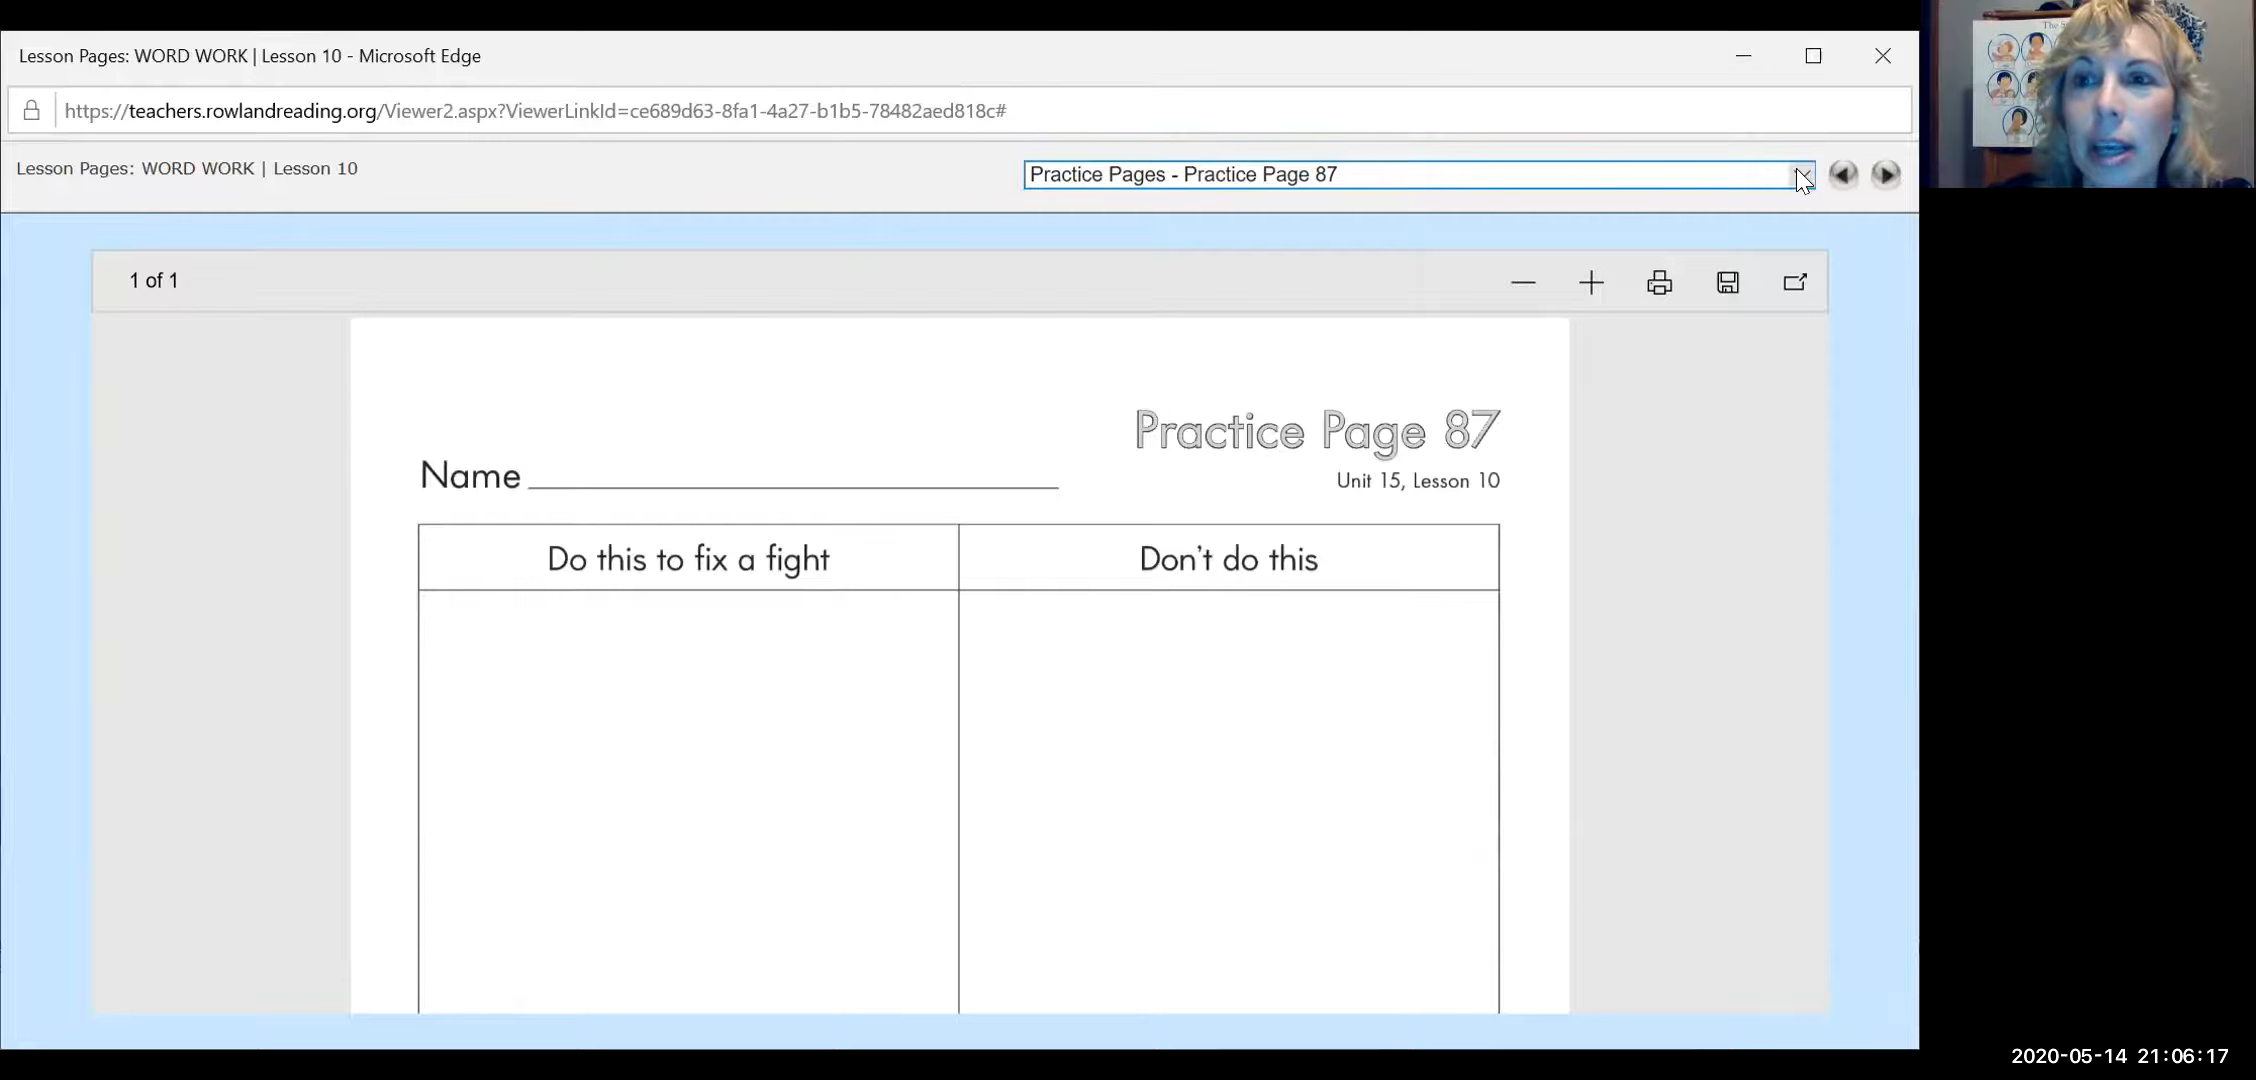 Lesson Pages: WORD WORK | Lesson 10 - Microsoft Edge
https://teachers.rowlandreading.org/Viewer2.aspx?ViewerLinkId=ce689d63-8fa1-4a27-b1b5-78482aed818c#
Lesson Pages: WORD WORK | Lesson 10
Practice Pages - Practice Page 87
1 of 1
Practice Page 87
Name
Unit 15, Lesson 10
Do this to fix a fight
Don't do this
2020-05-14 21:06:17